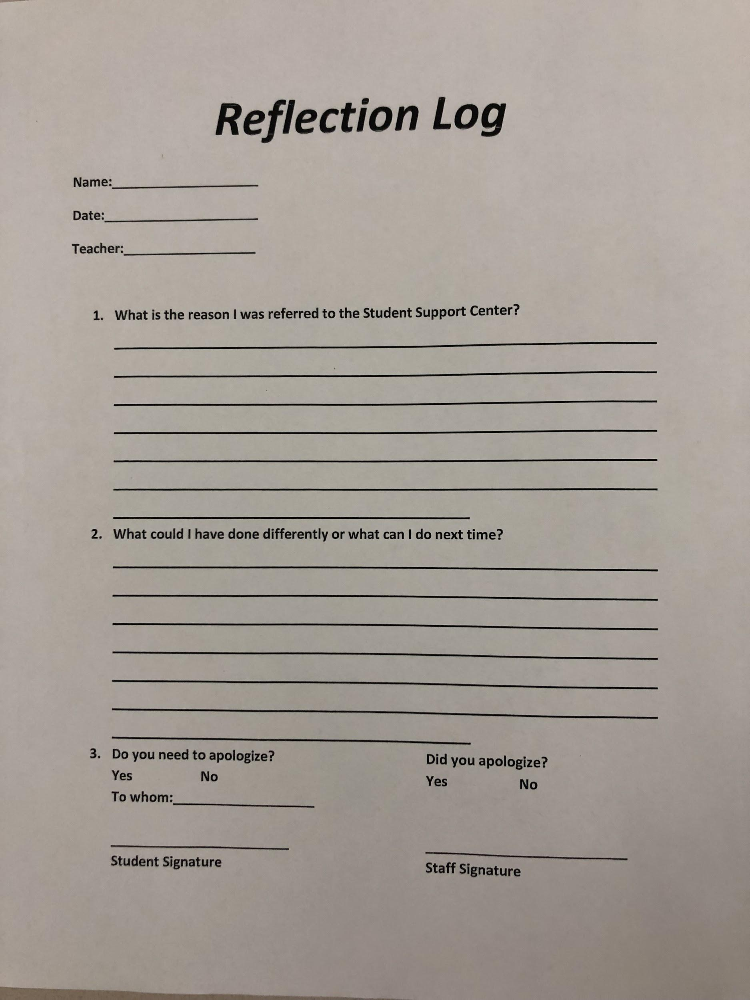 Reflection Log
Name:
Date:
Teacher:
1. What is the reason I was referred to the Student Support Center?
2. What could I have done differently or what can I do next time?
3. Do you need to apologize?
Yes No
To whom:
Did you apologize?
Yes No
Student Signature
Staff Signature